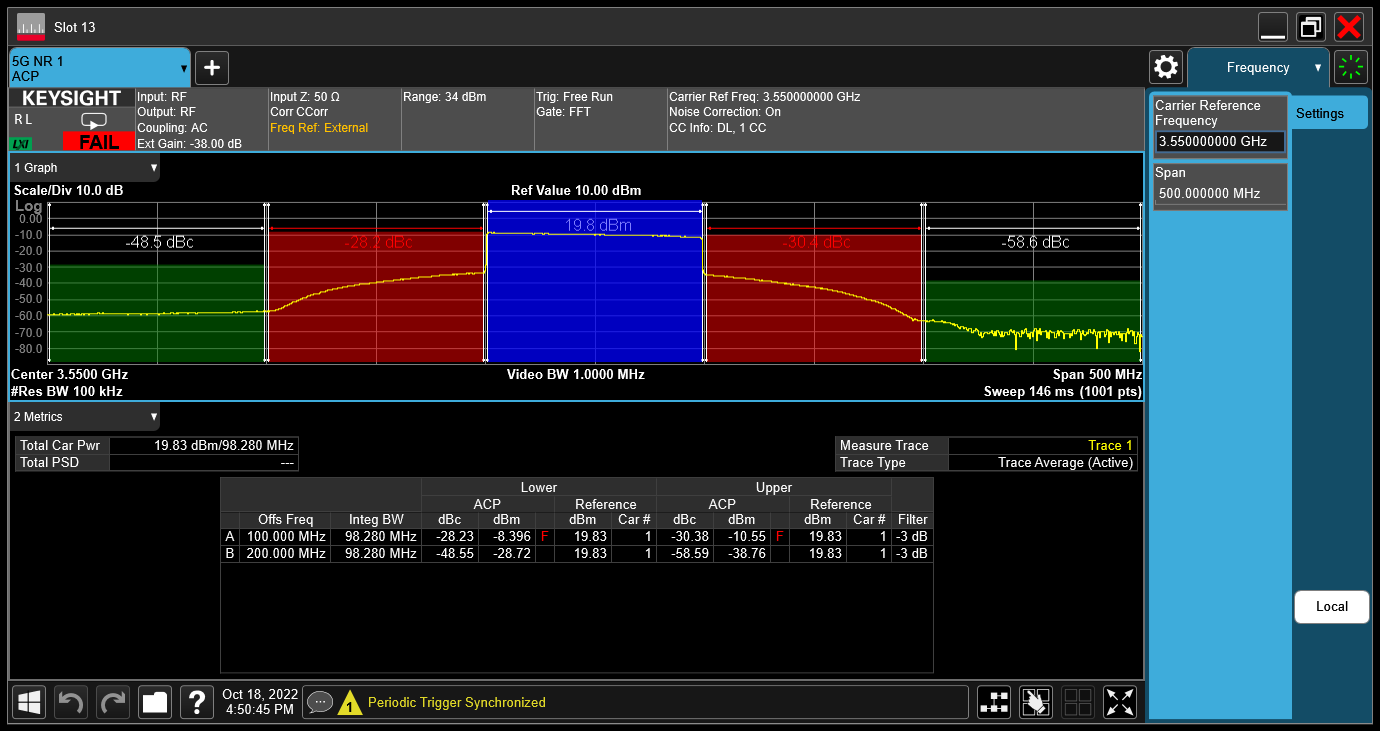 Slot 13
5G NR 1
ACP
Frequency
KEYSIGHT
R L
LXI
FAIL
Input: RF
Output: RF
Coupling: AC
Ext Gain: -38.00 dB
Input Z: 50 Ω
Corr CCorr
Freq Ref: External
Range: 34 dBm
Trig: Free Run
Gate: FFT
Carrier Ref Freq: 3.550000000 GHz
Noise Correction: On
CC Info: DL, 1 CC
Carrier Reference
Frequency
3.550000000 GHz
Span
500.000000 MHz
Settings
Local
1 Graph
Scale/Div 10.0 dB
Ref Value 10.00 dBm
Log
0.00
-10.0
-20.0
-30.0
-40.0
-50.0
-60.0
-70.0
-80.0
-48.5 dBc
-28.2 dBc
19.8 dBm
-30.4 dBc
-58.6 dBc
Center 3.5500 GHz
Video BW 1.0000 MHz
Span 500 MHz
#Res BW 100 kHz
Sweep 146 ms (1001 pts)
2 Metrics
Total Car Pwr 19.83 dBm/98.280 MHz
Total PSD ---
Measure Trace Trace 1
Trace Type Trace Average (Active)
Lower Upper
ACP Reference ACP Reference
Offs Freq Integ BW dBc dBm dBm Car # dBc dBm dBm Car # Filter
A 100.000 MHz 98.280 MHz -28.23 -8.396 F 19.83 1 -30.38 -10.55 F 19.83 1 -3 dB
B 200.000 MHz 98.280 MHz -48.55 -28.72 19.83 1 -58.59 -38.76 19.83 1 -3 dB
?
Oct 18, 2022
4:50:45 PM
1
Periodic Trigger Synchronized